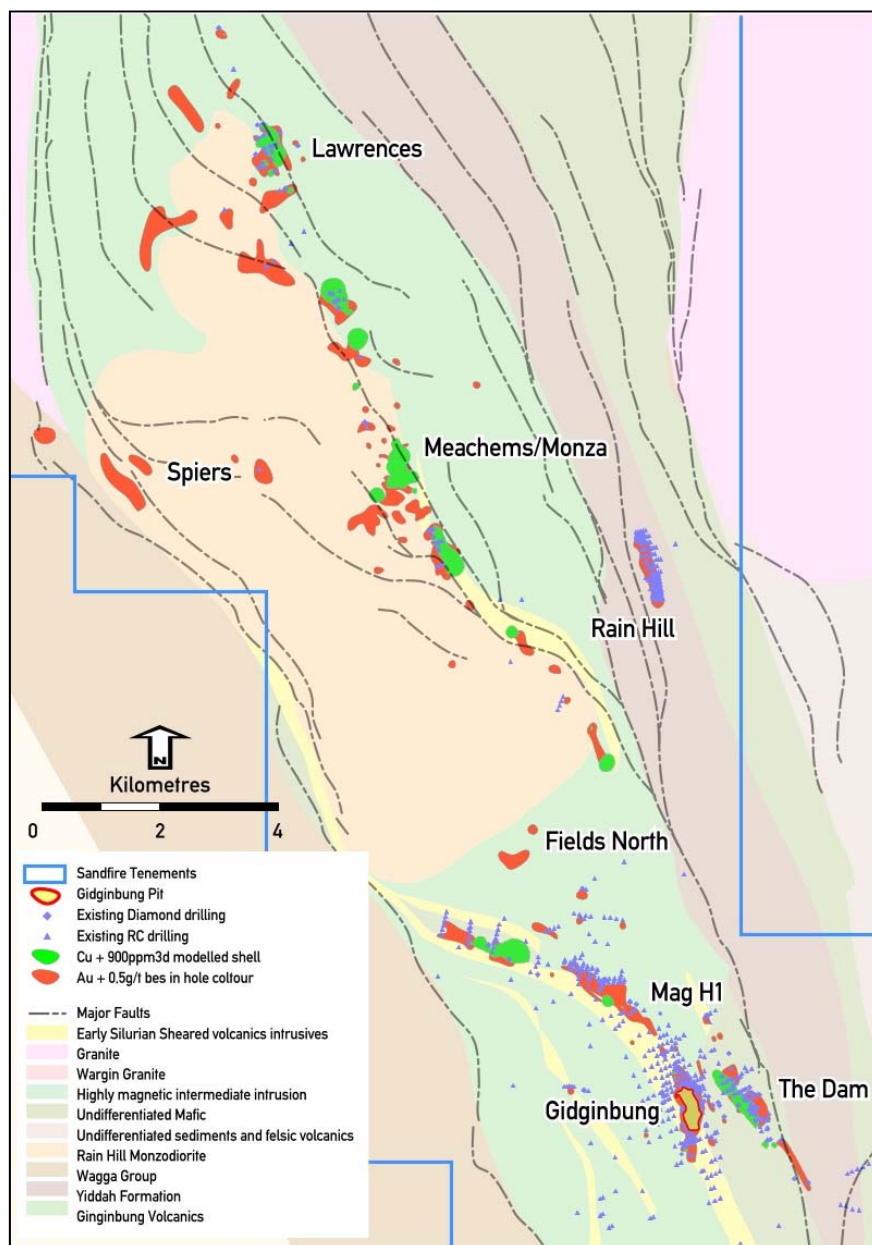 Lawrences
Meachems/Monza
Spiers
Rain Hill
N
Kilometres
0 2 4
Fields North
Sandfire Tenements
Gidginbung Pit
Existing Diamond drilling
Existing RC drilling
Cu + 900ppm3d modelled shell
Au + 0.5g/t bes in hole coltour
Mag H1
Major Faults
Early Silurian Sheared volcanics intrusives
Granite
Wargin Granite
Highly magnetic intermediate intrusion
Undifferentiated Mafic
Undifferentiated sediments and felsic volcanics
Rain Hill Monzodiorite
Wagga Group
Yiddah Formation
Ginginbung Volcanics
Gidginbung
The Dam